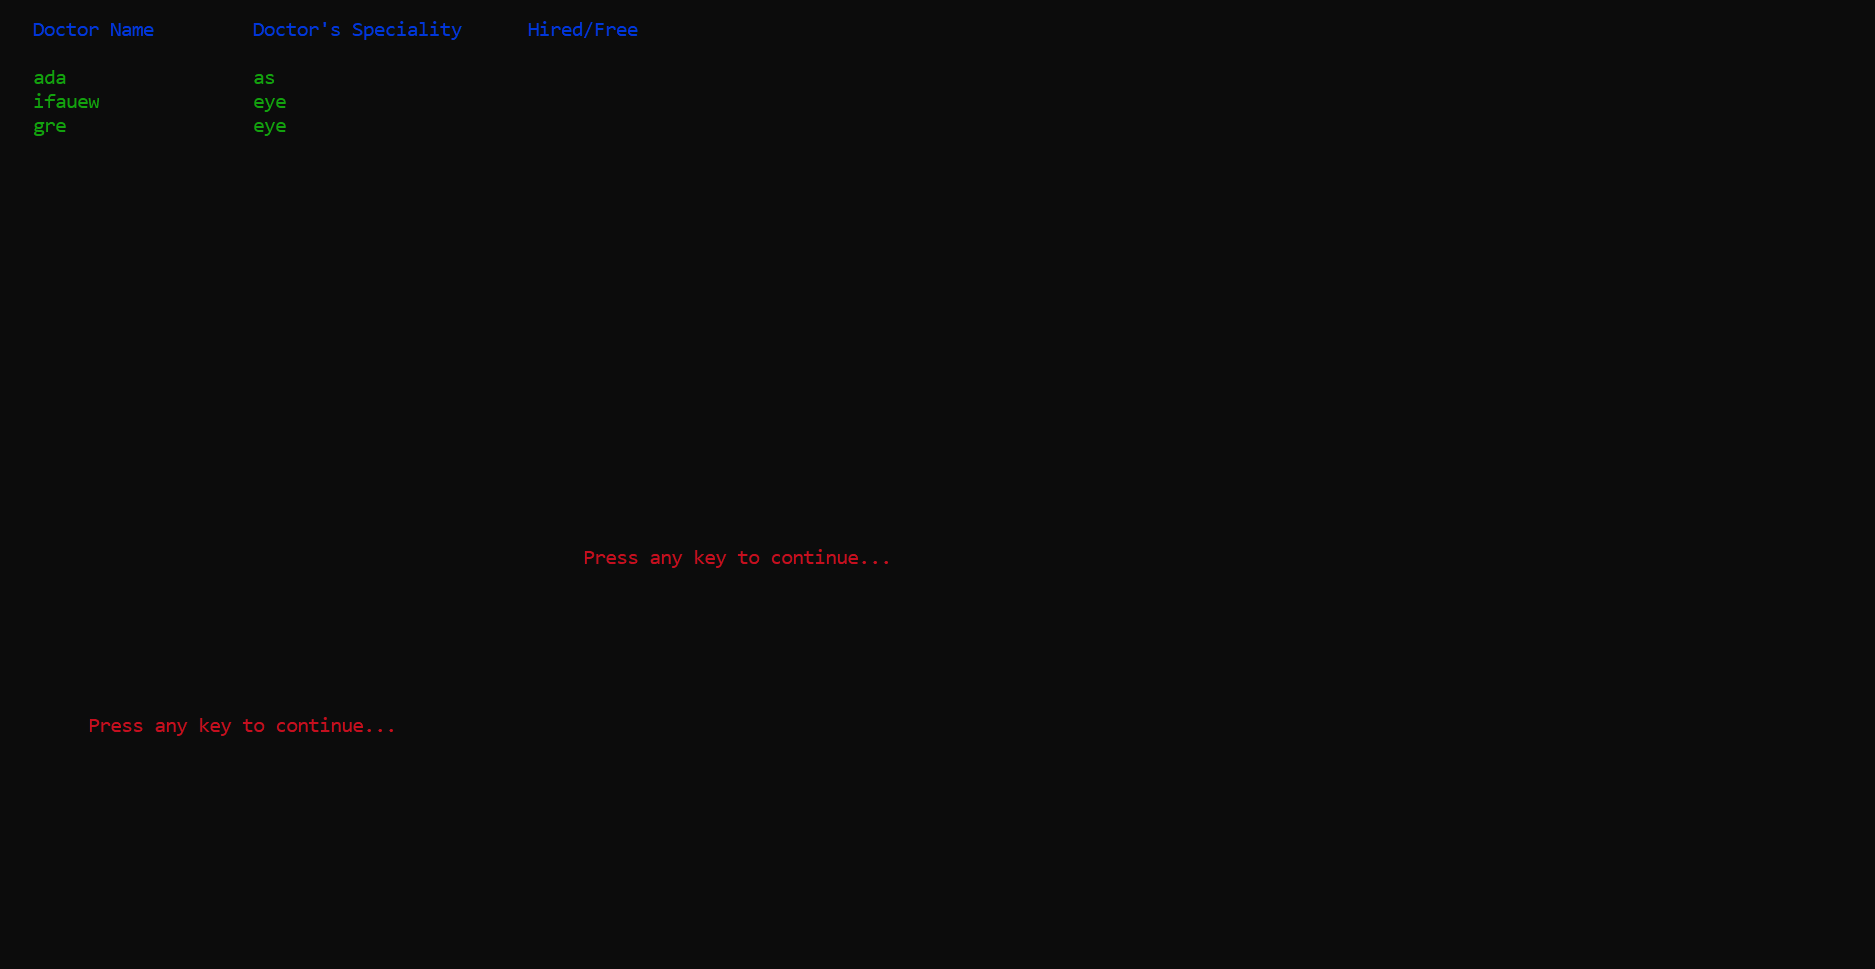 Doctor Name Doctor's Speciality Hired/Free
ada as
ifauew eye
gre eye
Press any key to continue...
Press any key to continue...